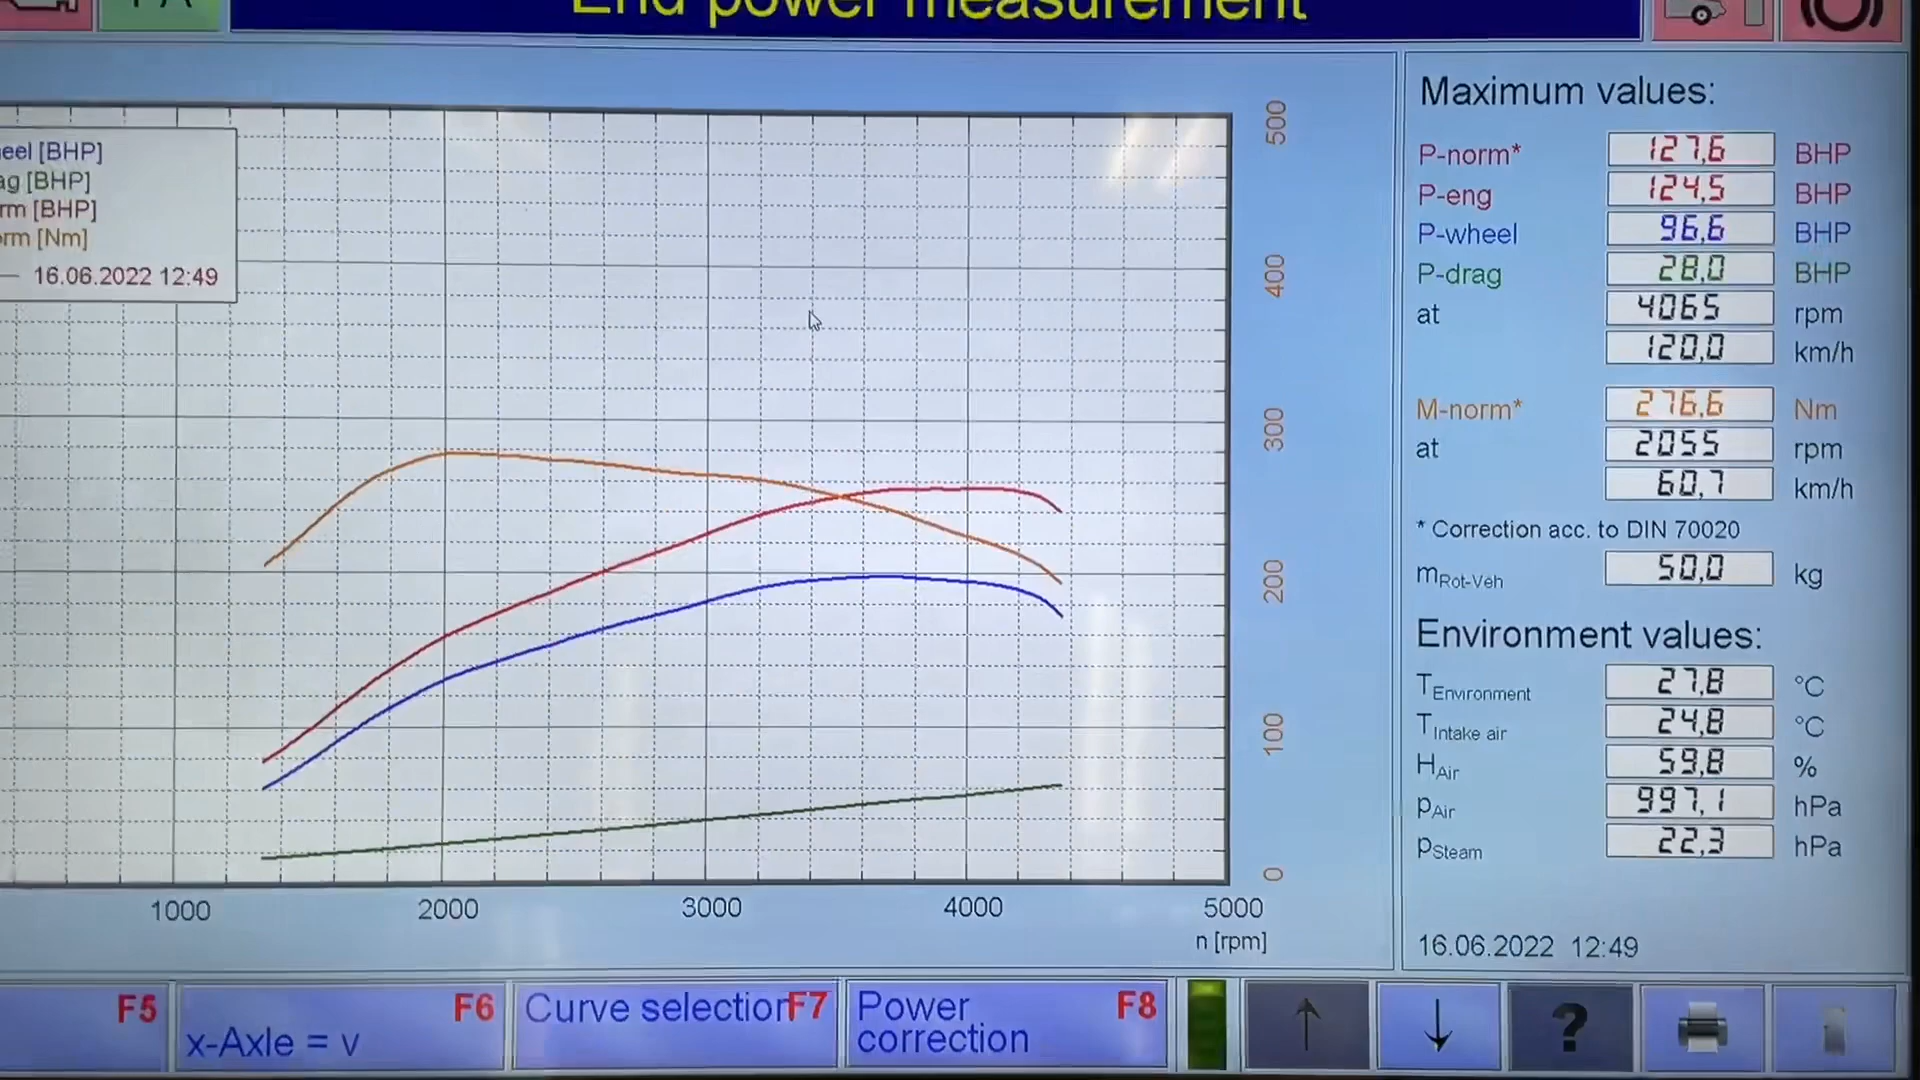 End power measurement
eel [BHP]
ag [BHP]
rm [BHP]
orm [Nm]
16.06.2022 12:49
500
400
300
200
100
0
1000 2000 3000 4000 5000
n [rpm]
Maximum values:
P-norm* 127,6 BHP
P-eng 124,5 BHP
P-wheel 96,6 BHP
P-drag 28,0 BHP
at 4065 rpm
120,0 km/h
M-norm* 276,6 Nm
at 2055 rpm
60,7 km/h
* Correction acc. to DIN 70020
mRot-Veh 50,0 kg
Environment values:
TEnvironment 27,8 °C
TIntake air 24,8 °C
HAir 59,8 %
pAir 997,1 hPa
pSteam 22,3 hPa
16.06.2022 12:49
F5
x-Axle = v F6
Curve selection F7
Power correction F8
?